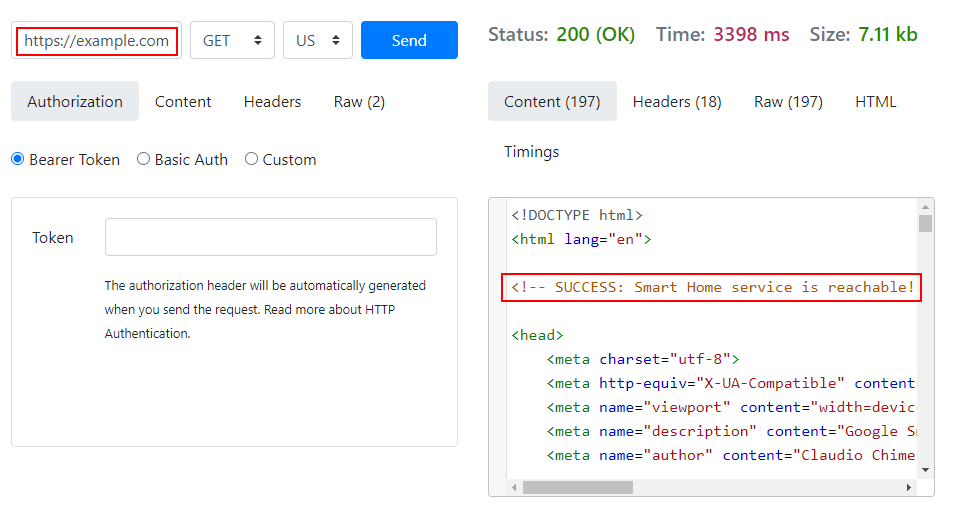 https://example.com GET US Send Status: 200 (OK) Time: 3398 ms Size: 7.11 kb
Authorization Content Headers Raw (2)
Content (197) Headers (18) Raw (197) HTML
Timings
Bearer Token Basic Auth Custom
Token
The authorization header will be automatically generated
when you send the request. Read more about HTTP
Authentication.
<!DOCTYPE html>
<html lang="en">
<!-- SUCCESS: Smart Home service is reachable!
<head>
<meta charset="utf-8">
<meta http-equiv="X-UA-Compatible" content
<meta name="viewport" content="width=devic
<meta name="description" content="Google S
<meta name="author" content="Claudio Chime